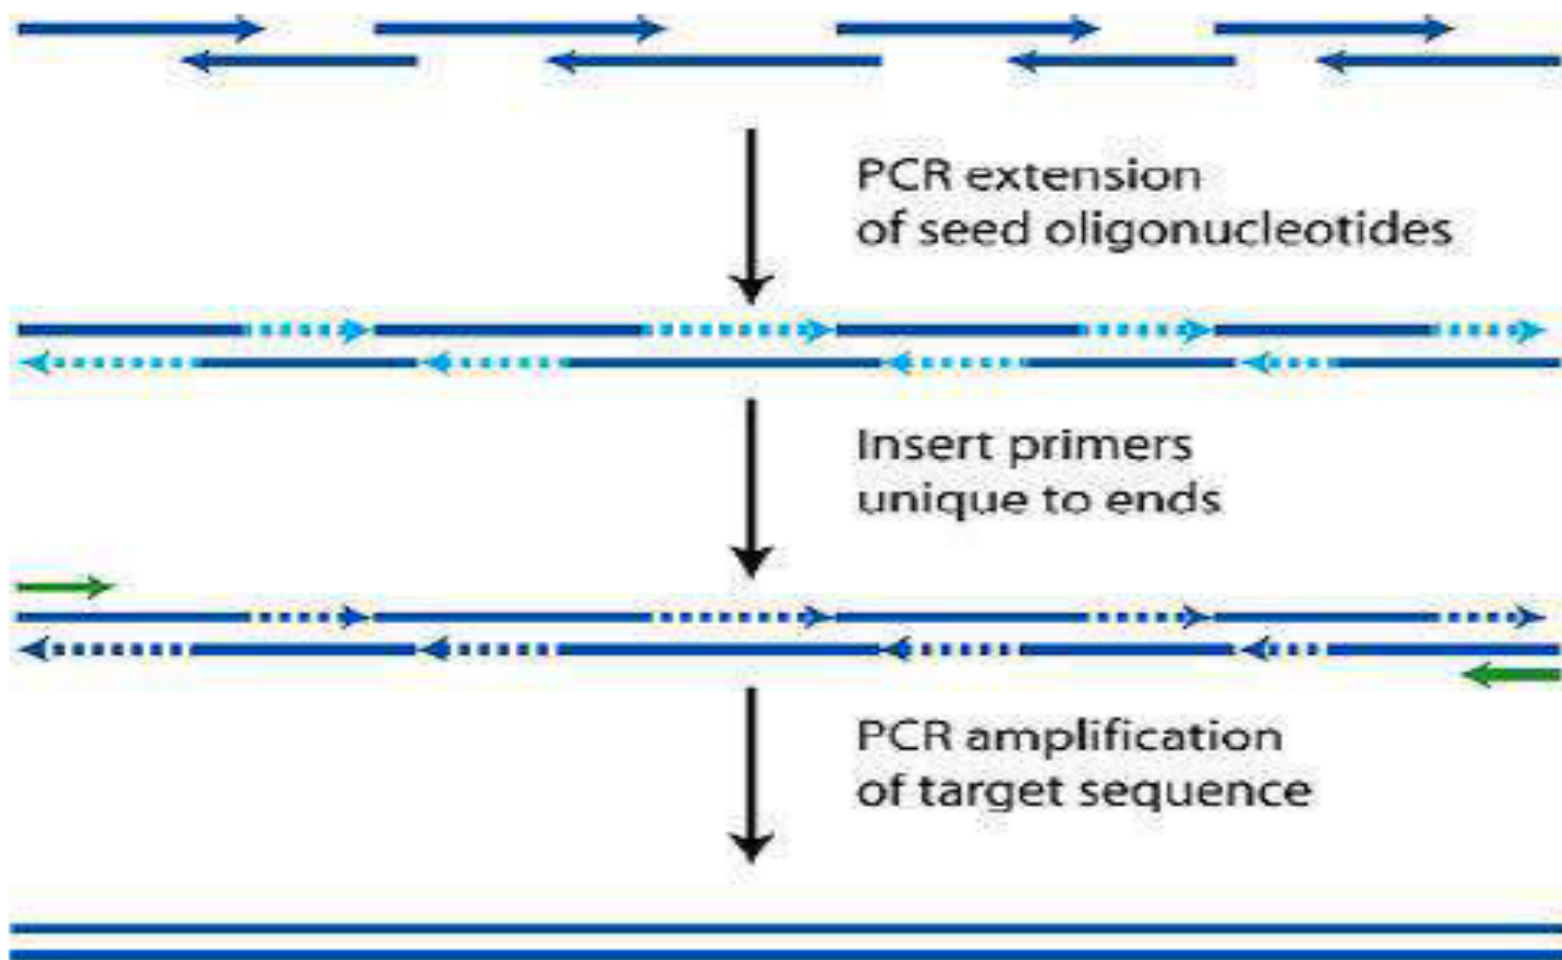 PCR extension
of seed oligonucleotides
Insert primers
unique to ends
PCR amplification
of target sequence